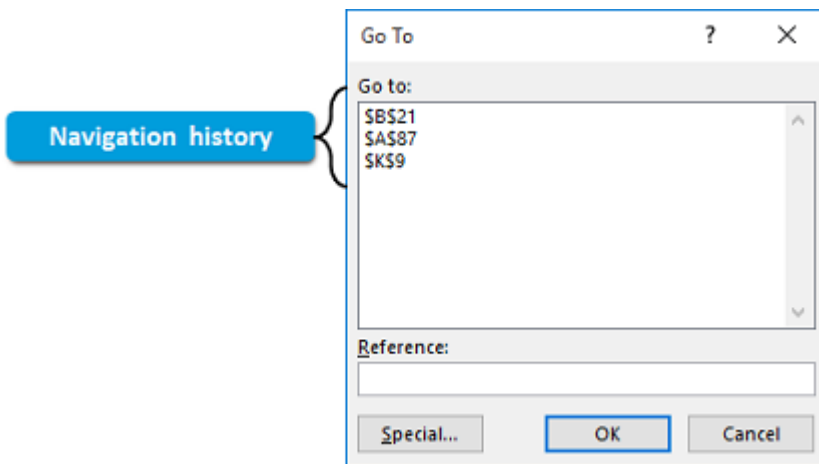 Go To ?
Go to:
$B$21
$A$87
$K$9
Navigation history
Reference:
Special...
OK
Cancel